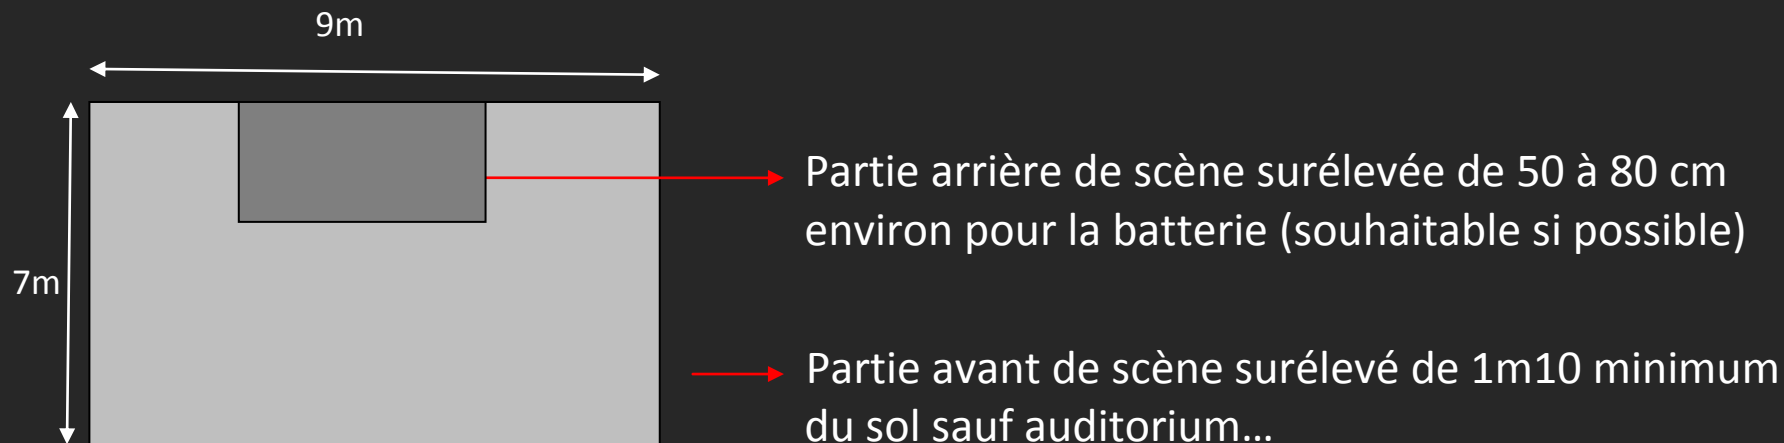 9m
Partie arrière de scène surélevée de 50 à 80 cm
environ pour la batterie (souhaitable si possible)
7m
Partie avant de scène surélevé de 1m10 minimum
du sol sauf auditorium…